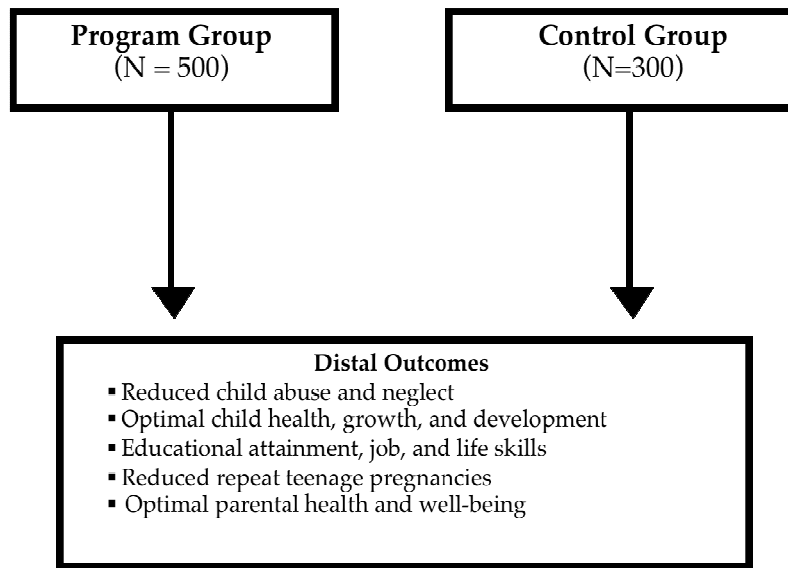 Program Group
(N = 500)
Control Group
(N=300)
Distal Outcomes
▪ Reduced child abuse and neglect
▪ Optimal child health, growth, and development
▪ Educational attainment, job, and life skills
▪ Reduced repeat teenage pregnancies
▪ Optimal parental health and well-being